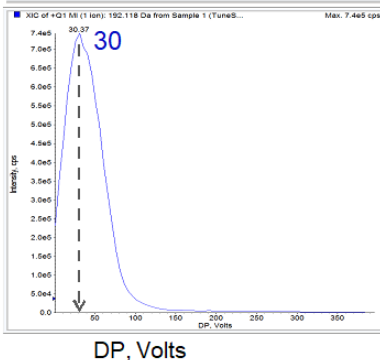 XIC of +Q1 MI (1 ion): 192.118 Da from Sample 1 (TuneS... Max. 7.4e5 cps
7.4e5
30.37
30
7.0e5
6.5e5
6.0e5
5.5e5
5.0e5
4.5e5
4.0e5
3.5e5
3.0e5
2.5e5
2.0e5
1.5e5
1.0e5
5.0e4
0.0
Intensity, cps
50 100 150 200 250 300 350
DP, Volts
DP, Volts